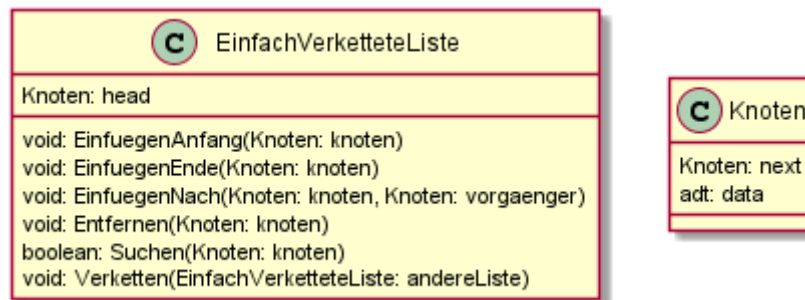 C EinfachVerketteteListe
Knoten: head
void: EinfuegenAnfang(Knoten: knoten)
void: EinfuegenEnde(Knoten: knoten)
void: EinfuegenNach(Knoten: knoten, Knoten: vorgaenger)
void: Entfernen(Knoten: knoten)
boolean: Suchen(Knoten: knoten)
void: Verketten(EinfachVerketteteListe: andereListe)
C Knoten
Knoten: next
adt: data